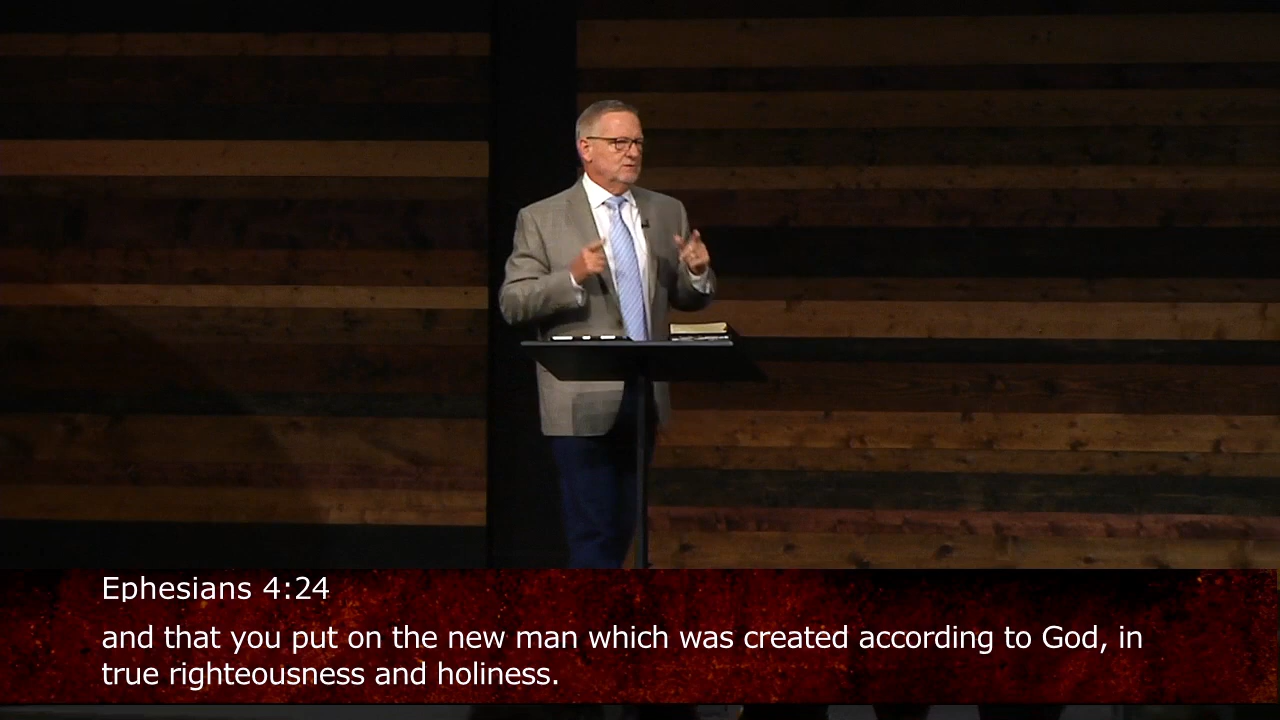 Ephesians 4:24
and that you put on the new man which was created according to God, in
true righteousness and holiness.